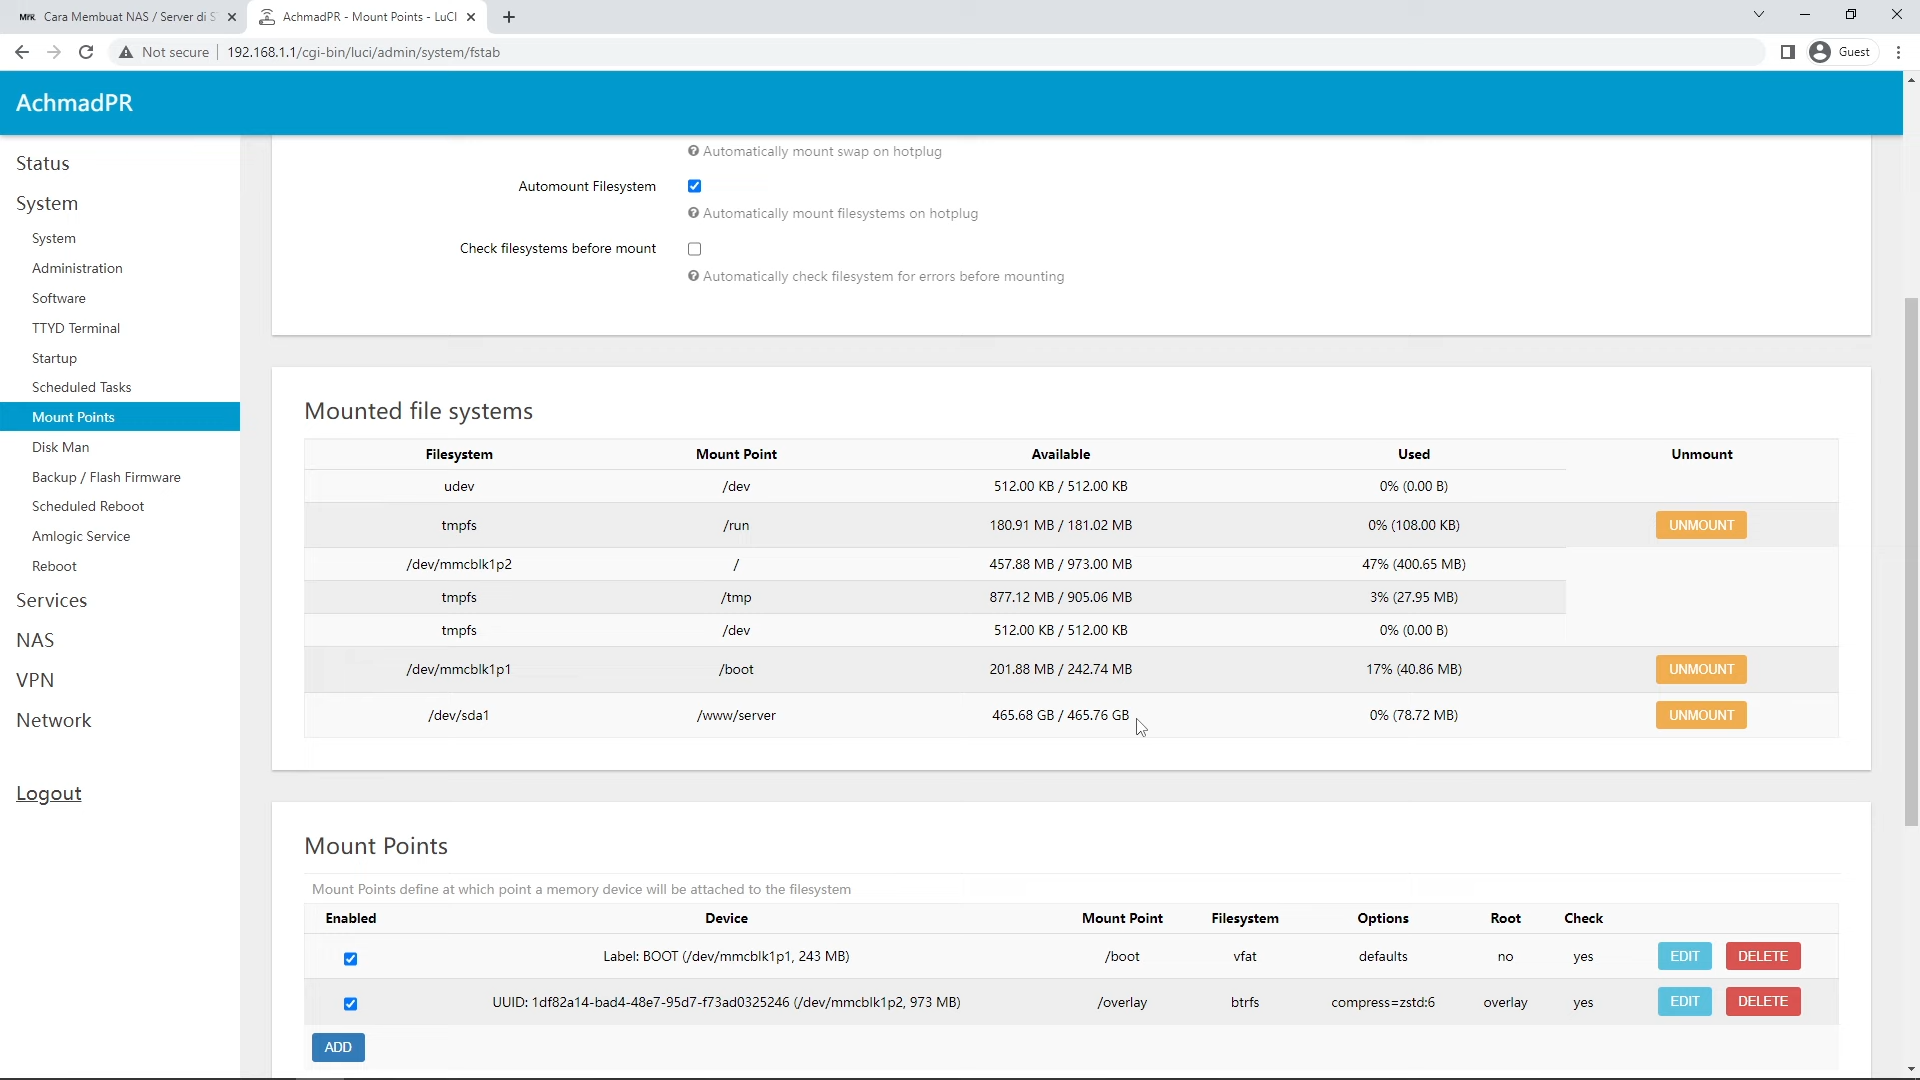 MfK Cara Membuat NAS / Server di S
AchmadPR - Mount Points - LuCI
Not secure 192.168.1.1/cgi-bin/luci/admin/system/fstab
Guest
AchmadPR
Status
System
System
Administration
Software
TTYD Terminal
Startup
Scheduled Tasks
Mount Points
Disk Man
Backup / Flash Firmware
Scheduled Reboot
Amlogic Service
Reboot
Services
NAS
VPN
Network
Logout
Automatically mount swap on hotplug
Automount Filesystem
Automatically mount filesystems on hotplug
Check filesystems before mount
Automatically check filesystem for errors before mounting
Mounted file systems
Filesystem Mount Point Available Used Unmount
udev /dev 512.00 KB / 512.00 KB 0% (0.00 B)
tmpfs /run 180.91 MB / 181.02 MB 0% (108.00 KB) UNMOUNT
/dev/mmcblk1p2 / 457.88 MB / 973.00 MB 47% (400.65 MB)
tmpfs /tmp 877.12 MB / 905.06 MB 3% (27.95 MB)
tmpfs /dev 512.00 KB / 512.00 KB 0% (0.00 B)
/dev/mmcblk1p1 /boot 201.88 MB / 242.74 MB 17% (40.86 MB) UNMOUNT
/dev/sda1 /www/server 465.68 GB / 465.76 GB 0% (78.72 MB) UNMOUNT
Mount Points
Mount Points define at which point a memory device will be attached to the filesystem
Enabled Device Mount Point Filesystem Options Root Check
Label: BOOT (/dev/mmcblk1p1, 243 MB) /boot vfat defaults no yes EDIT DELETE
UUID: 1df82a14-bad4-48e7-95d7-f73ad0325246 (/dev/mmcblk1p2, 973 MB) /overlay btrfs compress=zstd:6 overlay yes EDIT DELETE
ADD